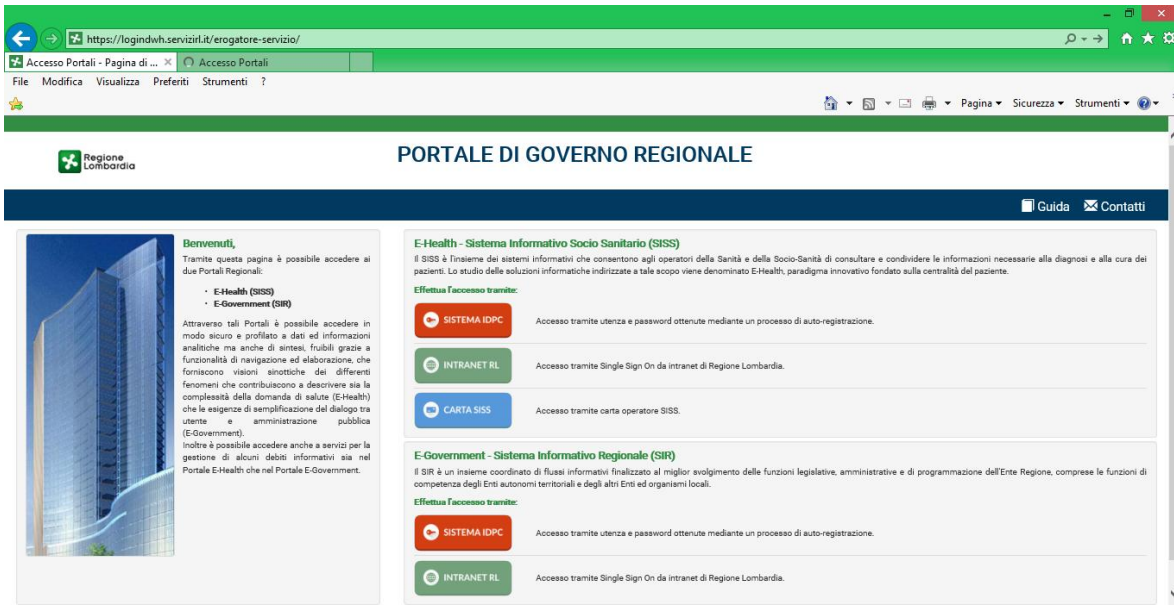 https://logindwh.servizirl.it/erogatore-servizio/
Accesso Portali - Pagina di ...
Accesso Portali
File Modifica Visualizza Preferiti Strumenti ?
Pagina Sicurezza Strumenti
Regione
Lombardia
PORTALE DI GOVERNO REGIONALE
Guida Contatti
Benvenuti,
Tramite questa pagina è possibile accedere ai
due Portali Regionali:
· E-Health (SISS)
· E-Government (SIR)
Attraverso tali Portali è possibile accedere in
modo sicuro e profilato a dati ed informazioni
analitiche ma anche di sintesi, fruibili grazie a
funzionalità di navigazione ed elaborazione, che
forniscono visioni sinottiche dei differenti
fenomeni che contribuiscono a descrivere sia la
complessità della domanda di salute (E-Health)
che le esigenze di semplificazione del dialogo tra
utente e amministrazione pubblica
(E-Government).
Inoltre è possibile accedere anche a servizi per la
gestione di alcuni debiti informativi sia nel
Portale E-Health che nel Portale E-Government.
E-Health - Sistema Informativo Socio Sanitario (SISS)
Il SISS è l'insieme dei sistemi informativi che consentono agli operatori della Sanità e della Socio-Sanità di consultare e condividere le informazioni necessarie alla diagnosi e alla cura dei
pazienti. Lo studio delle soluzioni informatiche indirizzate a tale scopo viene denominato E-Health, paradigma innovativo fondato sulla centralità del paziente.
Effettua l'accesso tramite:
SISTEMA IDPC Accesso tramite utenza e password ottenute mediante un processo di auto-registrazione.
INTRANET RL Accesso tramite Single Sign On da intranet di Regione Lombardia.
CARTA SISS Accesso tramite carta operatore SISS.
E-Government - Sistema Informativo Regionale (SIR)
Il SIR è un insieme coordinato di flussi informativi finalizzato al miglior svolgimento delle funzioni legislative, amministrative e di programmazione dell'Ente Regione, comprese le funzioni di
competenza degli Enti autonomi territoriali e degli altri Enti ed organismi locali.
Effettua l'accesso tramite:
SISTEMA IDPC Accesso tramite utenza e password ottenute mediante un processo di auto-registrazione.
INTRANET RL Accesso tramite Single Sign On da intranet di Regione Lombardia.